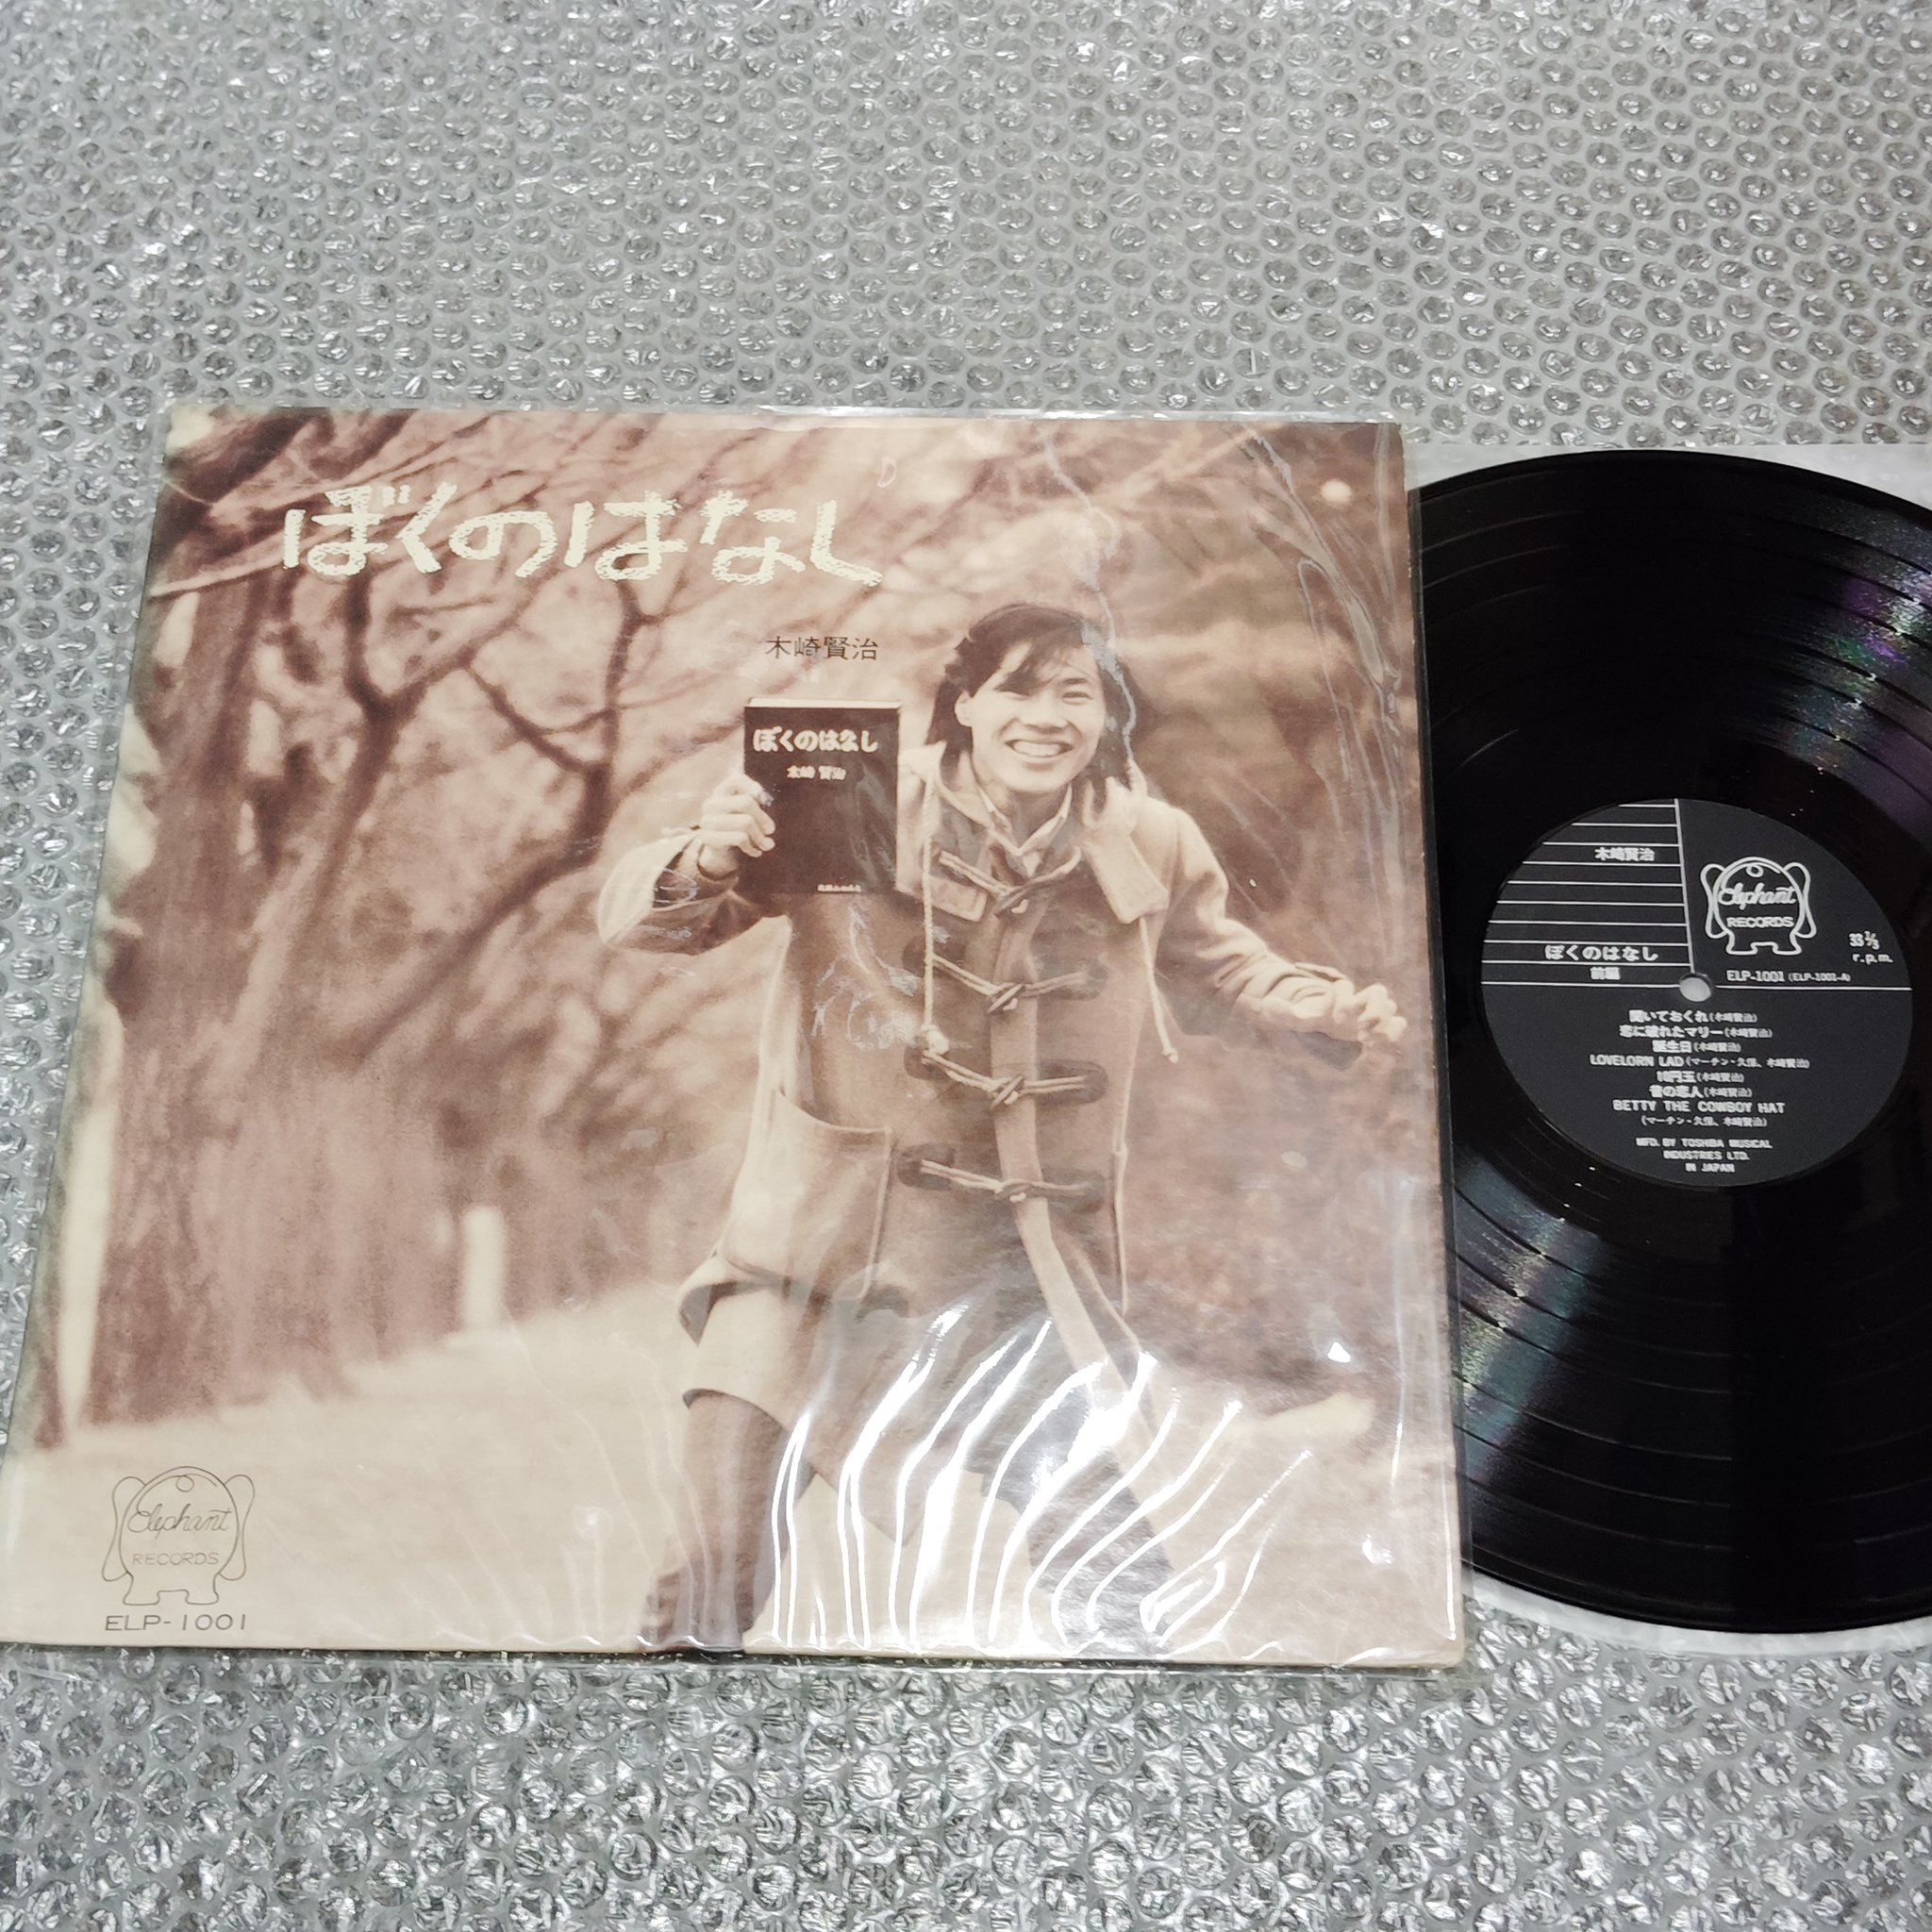 ぼくのはなし
木崎賢治
ぼくのはなし
木崎 賢治
Elephant
RECORDS
ELP-1001
木崎賢治
Elephant
RECORDS
33⅓
r.p.m.
ぼくのはなし
前編
ELP-1001 (ELP-1001-A)
聞いておくれ(木崎賢治)
恋に破れたマリー(木崎賢治)
誕生日(木崎賢治)
LOVELORN LAD(マーチン・久保、木崎賢治)
10円玉(木崎賢治)
昔の恋人(木崎賢治)
BETTY THE COWBOY HAT
(マーチン・久保、木崎賢治)
MFD. BY TOSHIBA MUSICAL
INDUSTRIES LTD.
IN JAPAN